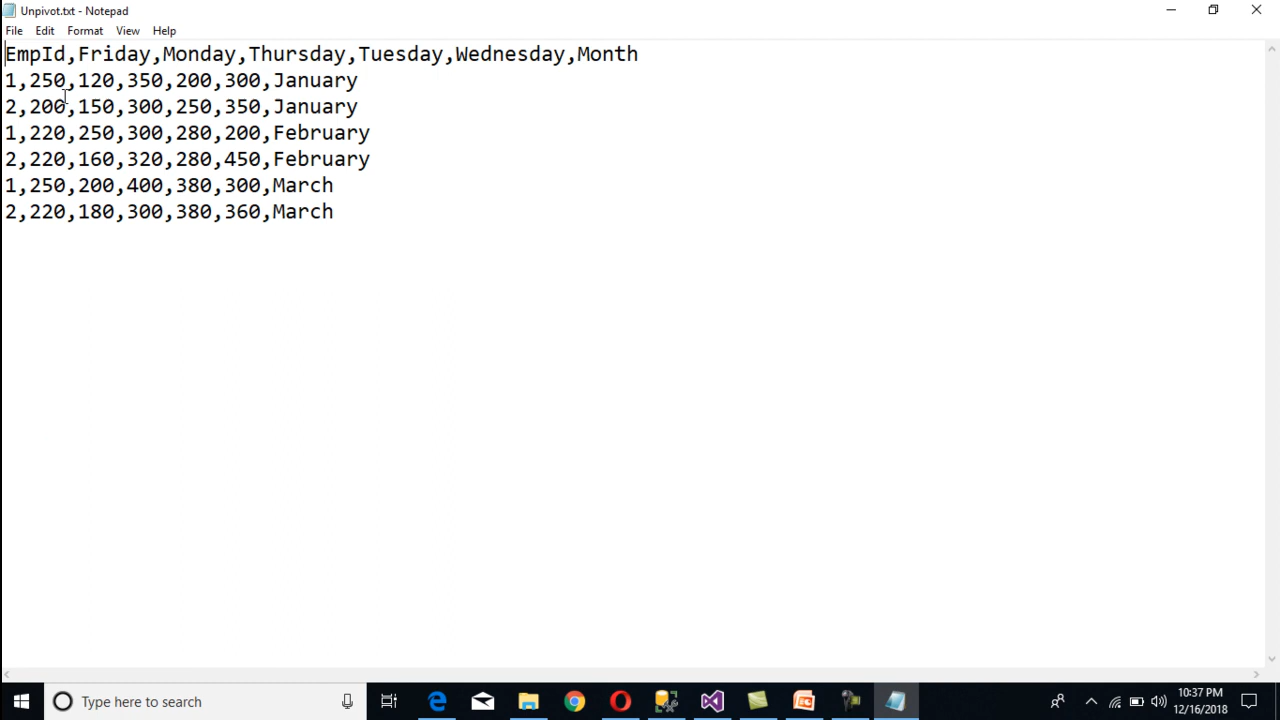 Unpivot.txt - Notepad
File Edit Format View Help
EmpId,Friday,Monday,Thursday,Tuesday,Wednesday,Month
1,250,120,350,200,300,January
2,200,150,300,250,350,January
1,220,250,300,280,200,February
2,220,160,320,280,450,February
1,250,200,400,380,300,March
2,220,180,300,380,360,March
Type here to search
10:37 PM
12/16/2018